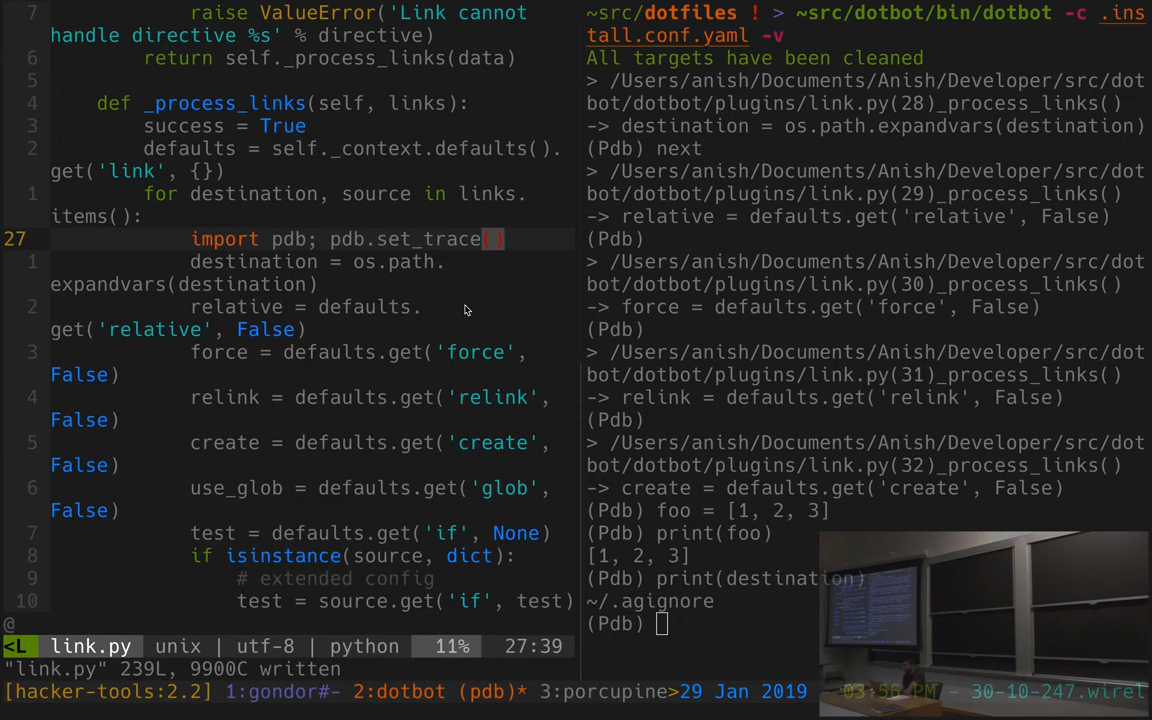 7            raise ValueError('Link cannot
handle directive %s' % directive)
6        return self._process_links(data)
5
4    def _process_links(self, links):
3        success = True
2        defaults = self._context.defaults().
get('link', {})
1        for destination, source in links.
items():
27            import pdb; pdb.set_trace()
1            destination = os.path.
expandvars(destination)
2            relative = defaults.
get('relative', False)
3            force = defaults.get('force',
False)
4            relink = defaults.get('relink',
False)
5            create = defaults.get('create',
False)
6            use_glob = defaults.get('glob',
False)
7            test = defaults.get('if', None)
8            if isinstance(source, dict):
9                # extended config
10                test = source.get('if', test)
@
<L link.py unix | utf-8 | python 11% 27:39
"link.py" 239L, 9900C written
~src/dotfiles ! > ~src/dotbot/bin/dotbot -c .ins
tall.conf.yaml -v
All targets have been cleaned
> /Users/anish/Documents/Anish/Developer/src/dot
bot/dotbot/plugins/link.py(28)_process_links()
-> destination = os.path.expandvars(destination)
(Pdb) next
> /Users/anish/Documents/Anish/Developer/src/dot
bot/dotbot/plugins/link.py(29)_process_links()
-> relative = defaults.get('relative', False)
(Pdb)
> /Users/anish/Documents/Anish/Developer/src/dot
bot/dotbot/plugins/link.py(30)_process_links()
-> force = defaults.get('force', False)
(Pdb)
> /Users/anish/Documents/Anish/Developer/src/dot
bot/dotbot/plugins/link.py(31)_process_links()
-> relink = defaults.get('relink', False)
(Pdb)
> /Users/anish/Documents/Anish/Developer/src/dot
bot/dotbot/plugins/link.py(32)_process_links()
-> create = defaults.get('create', False)
(Pdb) foo = [1, 2, 3]
(Pdb) print(foo)
[1, 2, 3]
(Pdb) print(destination)
~/.agignore
(Pdb)
[hacker-tools:2.2] 1:gondor#- 2:dotbot (pdb)* 3:porcupine>29 Jan 2019 03:56 PM - 30-10-247.wirel